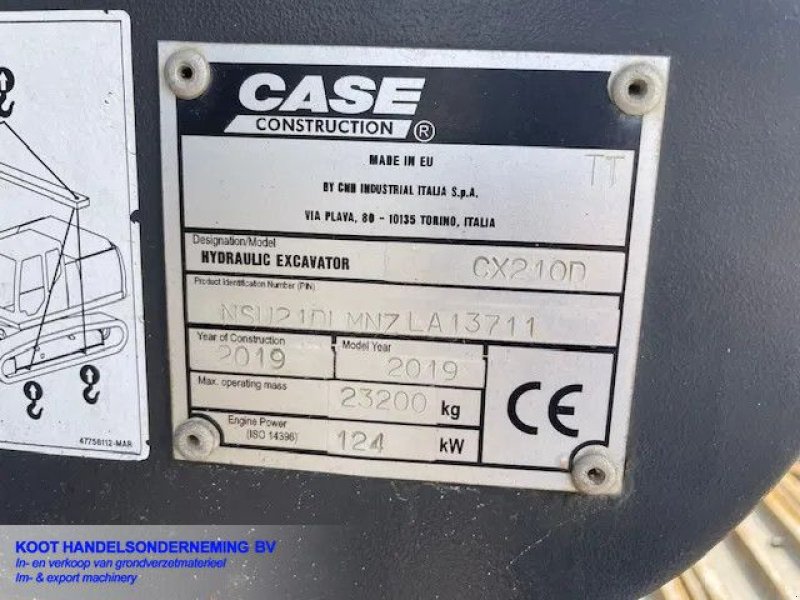 CASE
CONSTRUCTION ®
MADE IN EU
TT
BY CNH INDUSTRIAL ITALIA S.p.A.
VIA PLAVA, 80 - 10135 TORINO, ITALIA
Designation/Model
HYDRAULIC EXCAVATOR CX210D
Product Identification Number (PIN)
LA13711
Year of Construction
2019
Model Year
2019
Max. operating mass
23200 kg
Engine Power
(ISO 14396)
124 kW
CE
47756112-MAR
KOOT HANDELSONDERNEMING BV
In- en verkoop van grondverzetmaterieel
Im- & export machinery